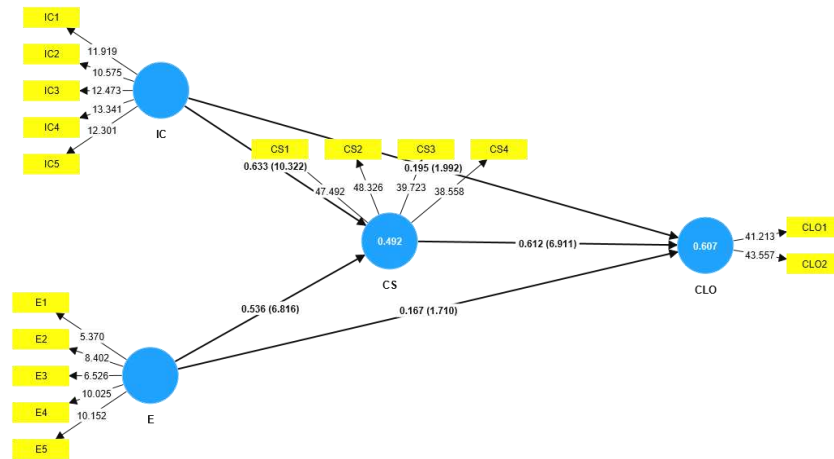 IC1
IC2
IC3
IC4
IC5
11.919
10.575
12.473
13.341
12.301
IC
CS1
CS2
CS3
CS4
0.633 (10.322)
0.195 (1.992)
47.492
48.326
39.723
38.558
0.492
CS
0.612 (6.911)
0.607
CLO
41.213
43.557
CLO1
CLO2
0.536 (6.816)
0.167 (1.710)
E1
E2
E3
E4
E5
5.370
8.402
6.526
10.025
10.152
E